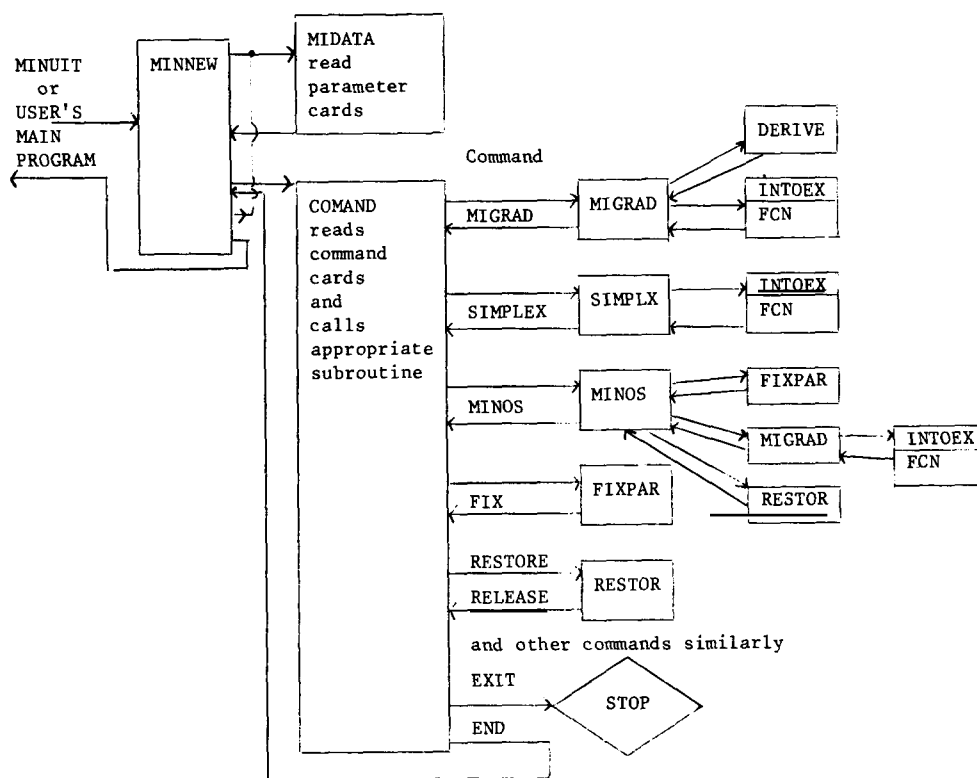 MINUIT
or
USER'S
MAIN
PROGRAM
MINNEW
MIDATA
read
parameter
cards
Command
COMAND
reads
command
cards
and
calls
appropriate
subroutine
MIGRAD
MIGRAD
DERIVE
INTOEX
FCN
SIMPLEX
SIMPLX
INTOEX
FCN
MINOS
MINOS
FIXPAR
MIGRAD
INTOEX
FCN
RESTOR
FIX
FIXPAR
RESTORE
RELEASE
RESTOR
and other commands similarly
EXIT
STOP
END